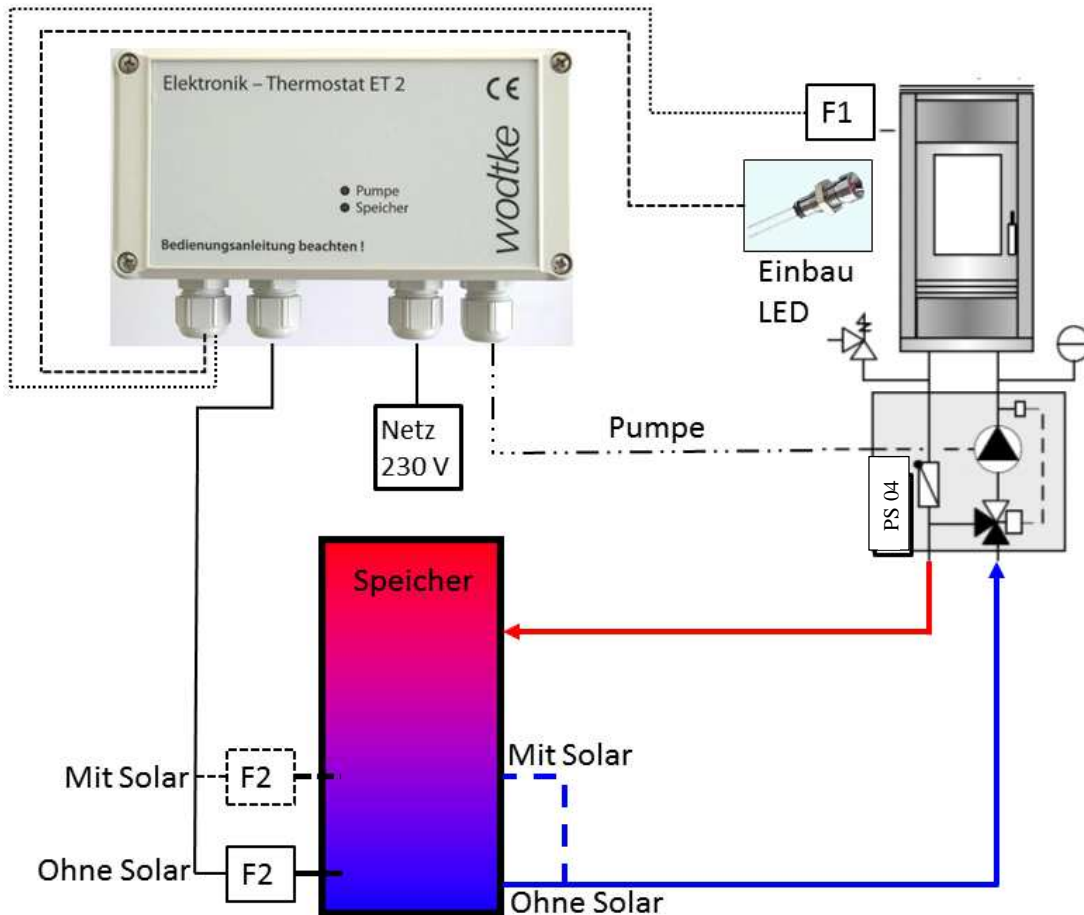 Elektronik – Thermostat ET 2
CE
wodtke
Pumpe
Speicher
Bedienungsanleitung beachten !
F1
Einbau
LED
Netz
230 V
Pumpe
PS 04
Speicher
Mit Solar
F2
Mit Solar
Ohne Solar
F2
Ohne Solar